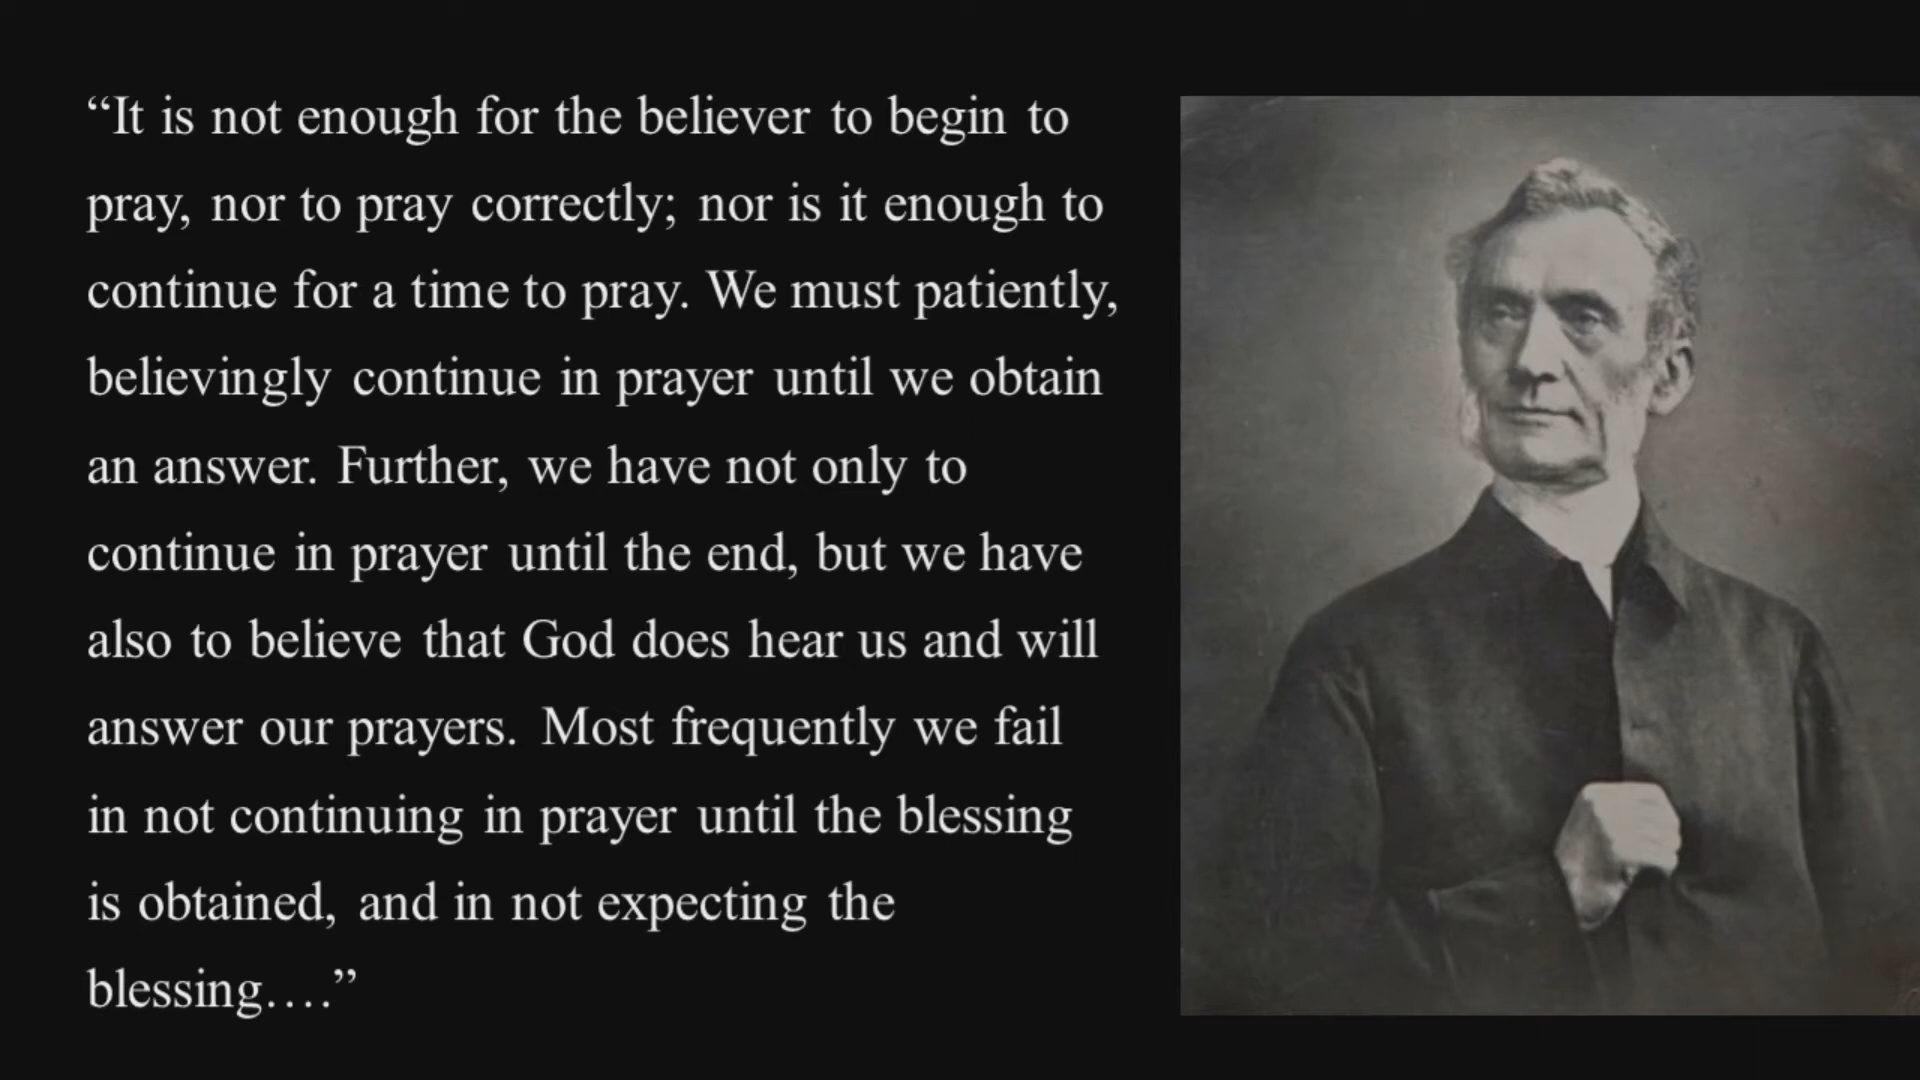 “It is not enough for the believer to begin to
pray, nor to pray correctly; nor is it enough to
continue for a time to pray. We must patiently,
believingly continue in prayer until we obtain
an answer. Further, we have not only to
continue in prayer until the end, but we have
also to believe that God does hear us and will
answer our prayers. Most frequently we fail
in not continuing in prayer until the blessing
is obtained, and in not expecting the
blessing….”